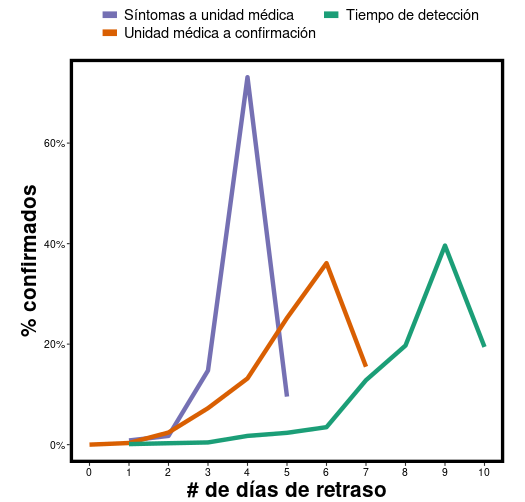 Síntomas a unidad médica
Tiempo de detección
Unidad médica a confirmación
% confirmados
60%
40%
20%
0%
0 1 2 3 4 5 6 7 8 9 10
# de días de retraso